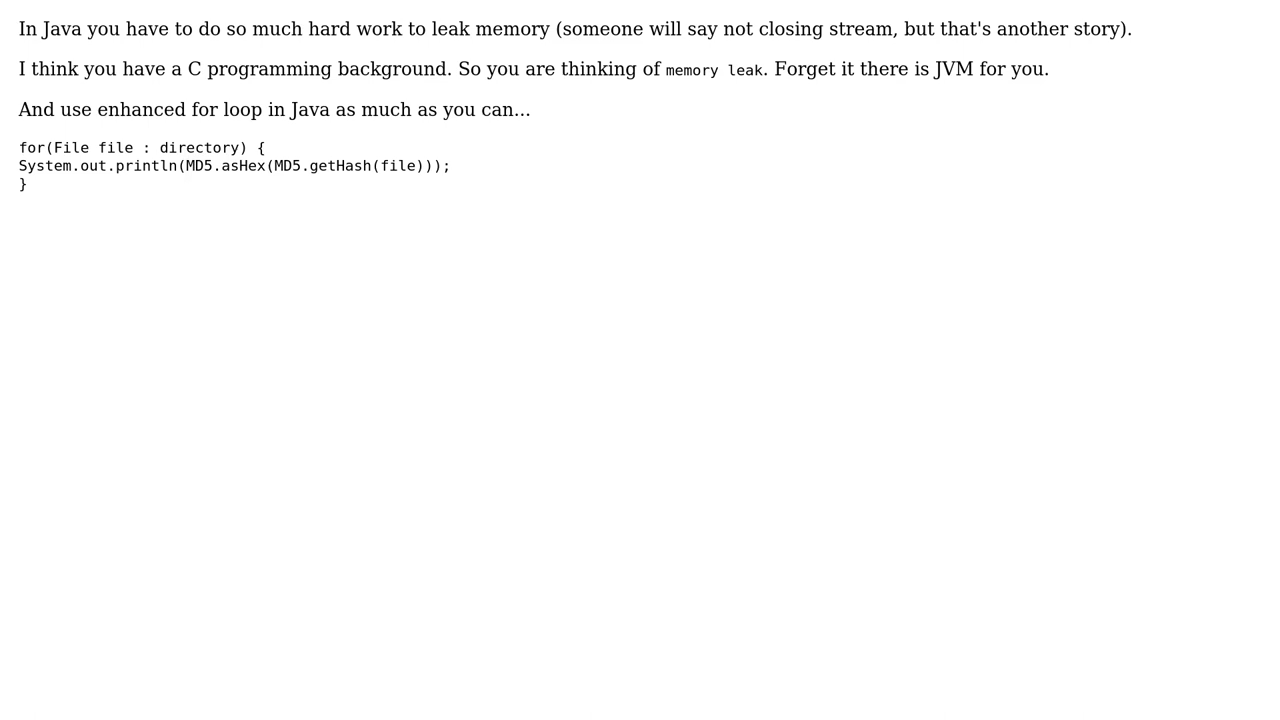 In Java you have to do so much hard work to leak memory (someone will say not closing stream, but that's another story).
I think you have a C programming background. So you are thinking of memory leak. Forget it there is JVM for you.
And use enhanced for loop in Java as much as you can...
for(File file : directory) {
System.out.println(MD5.asHex(MD5.getHash(file)));
}